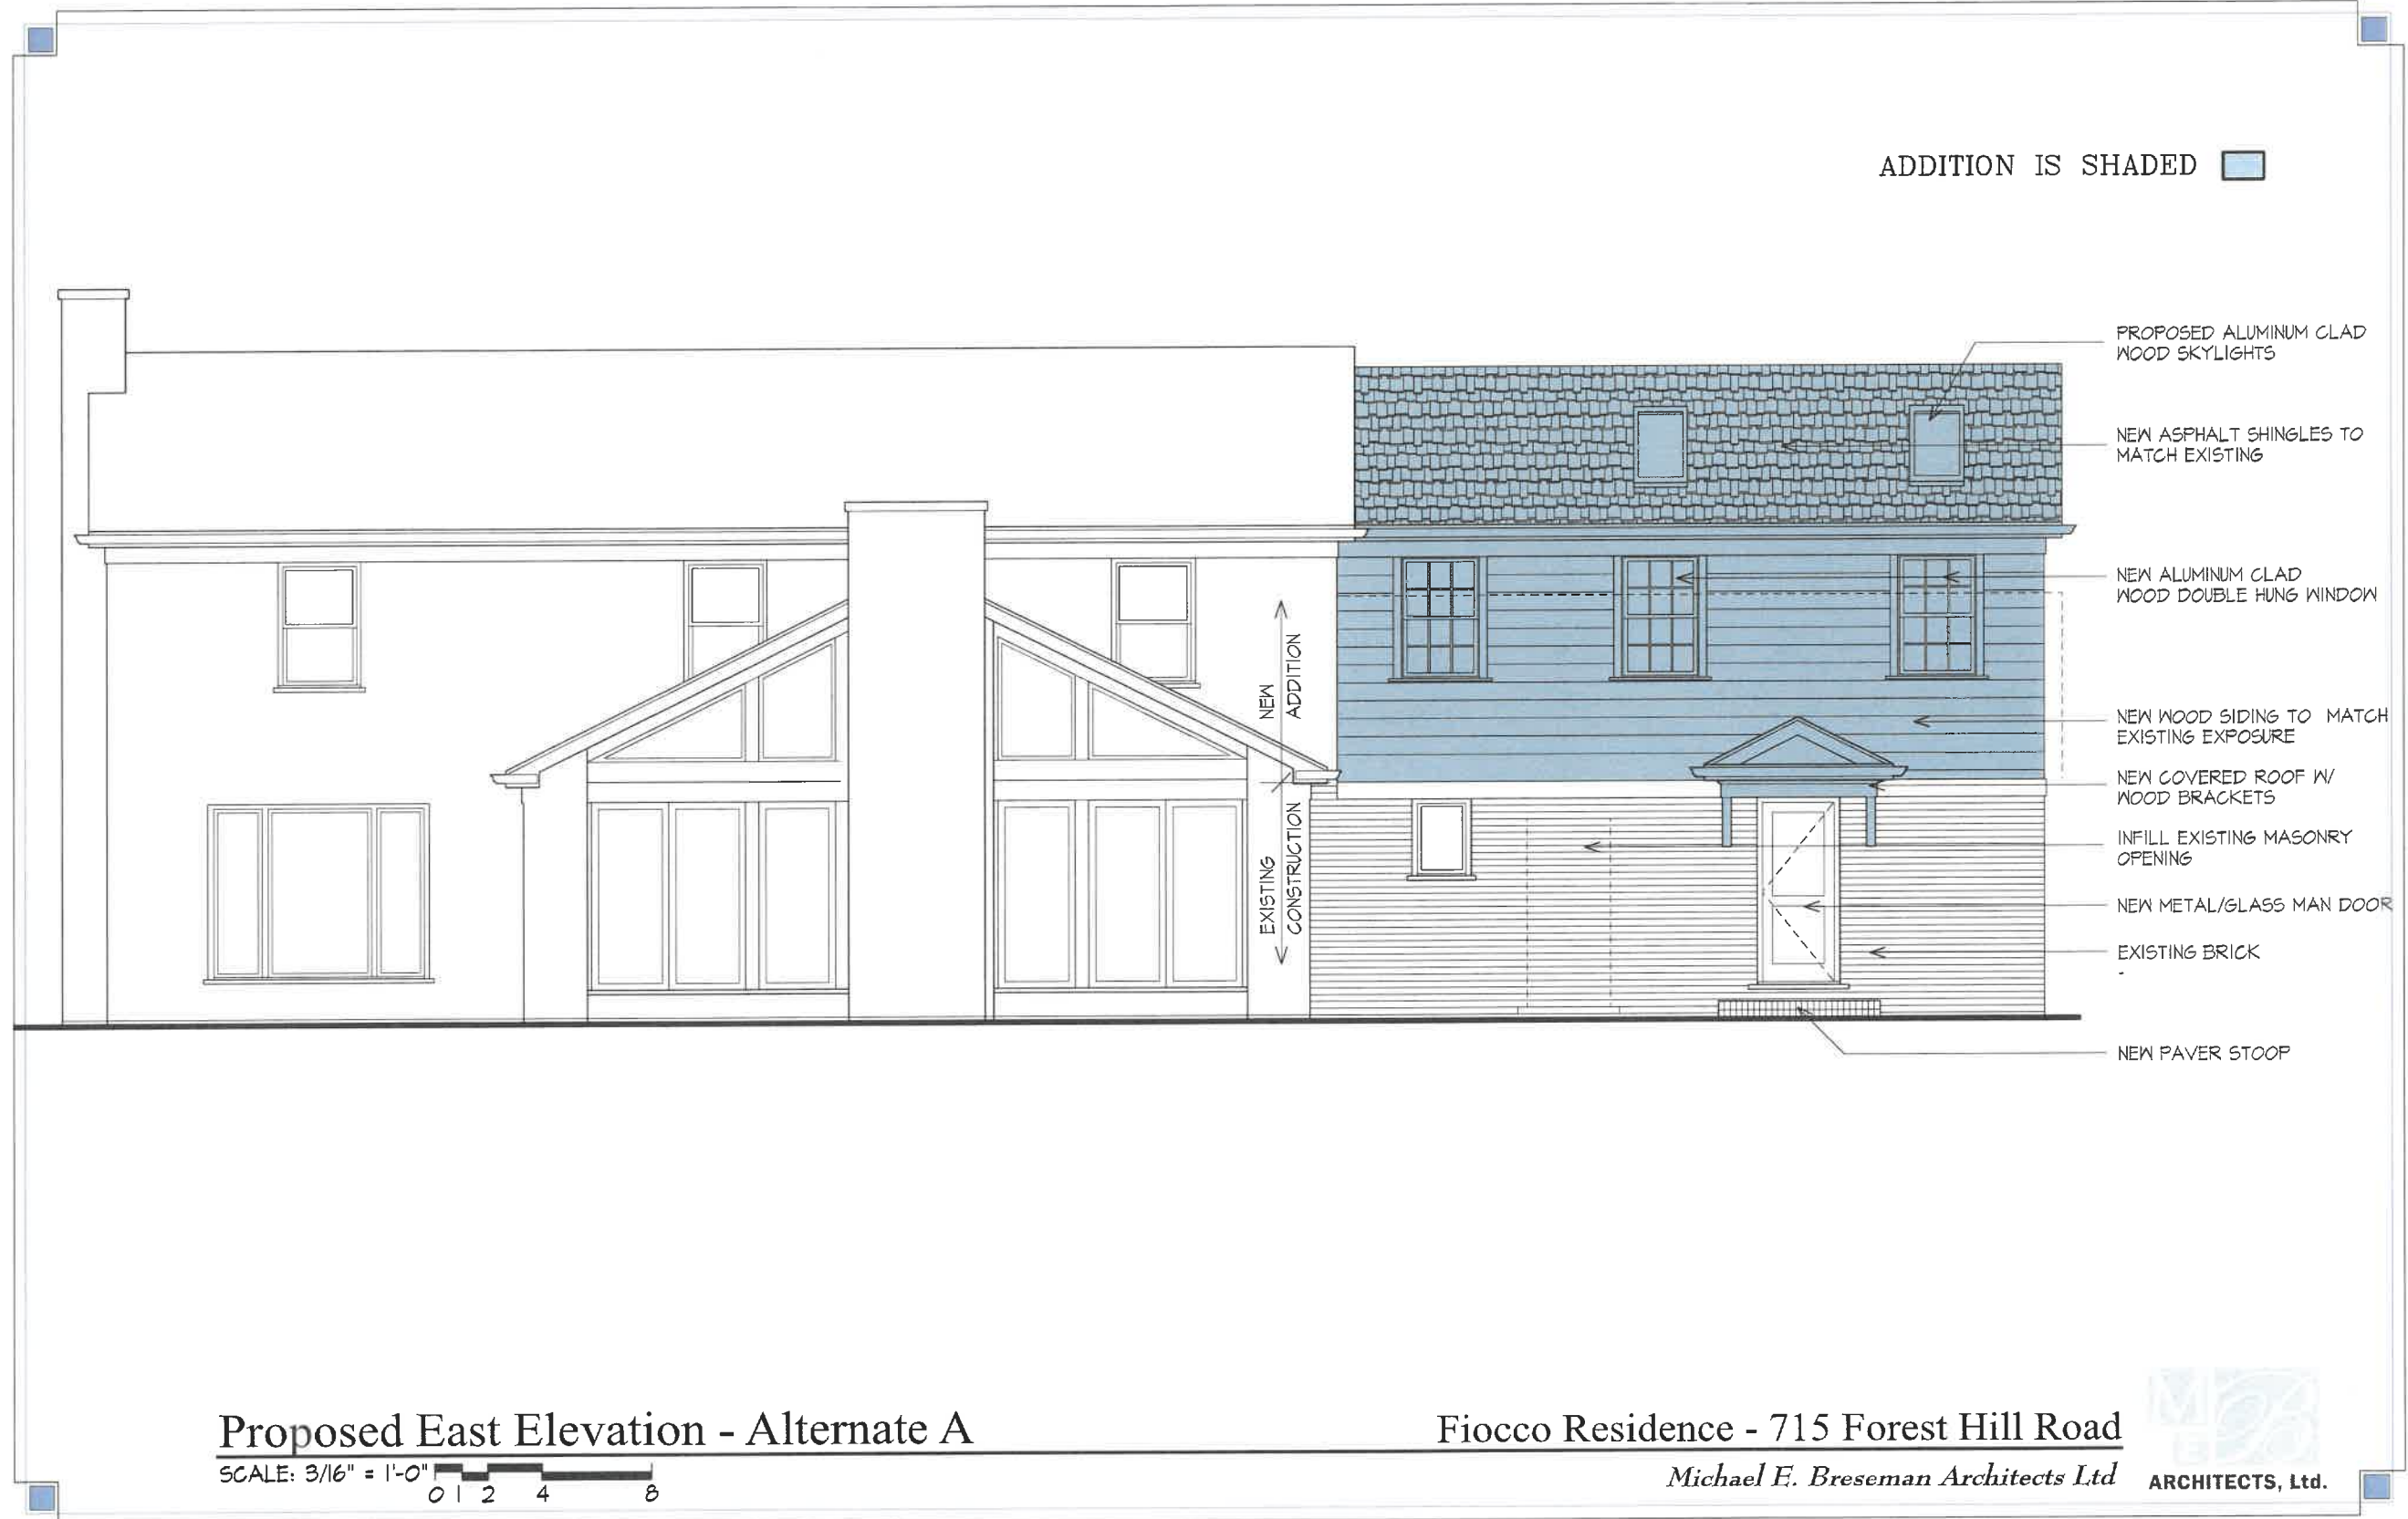 ADDITION IS SHADED
PROPOSED ALUMINUM CLAD
WOOD SKYLIGHTS
NEW ASPHALT SHINGLES TO
MATCH EXISTING
NEW ALUMINUM CLAD
WOOD DOUBLE HUNG WINDOW
NEW
ADDITION
NEW WOOD SIDING TO MATCH
EXISTING EXPOSURE
NEW COVERED ROOF W/
WOOD BRACKETS
EXISTING
CONSTRUCTION
INFILL EXISTING MASONRY
OPENING
NEW METAL/GLASS MAN DOOR
EXISTING BRICK
NEW PAVER STOOP
Proposed East Elevation - Alternate A
SCALE: 3/16" = 1'-0"
0 1 2 4 8
Fiocco Residence - 715 Forest Hill Road
Michael E. Breseman Architects Ltd
ARCHITECTS, Ltd.